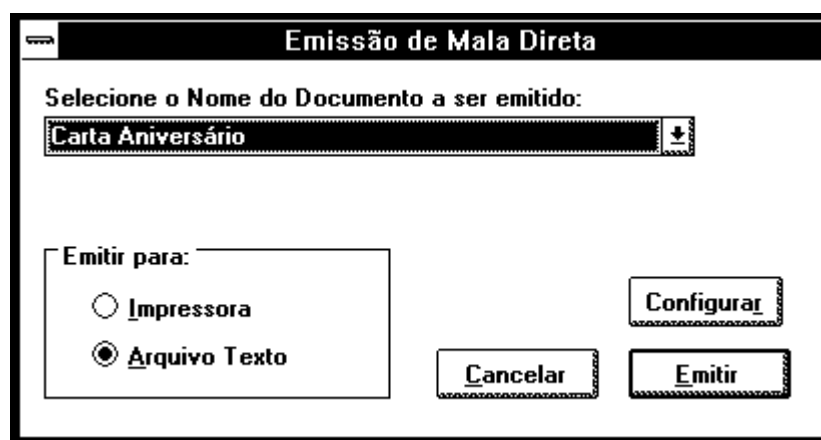 Emissão de Mala Direta
Selecione o Nome do Documento a ser emitido:
Carta Aniversário
Emitir para:
Impressora
Arquivo Texto
Configurar
Cancelar
Emitir